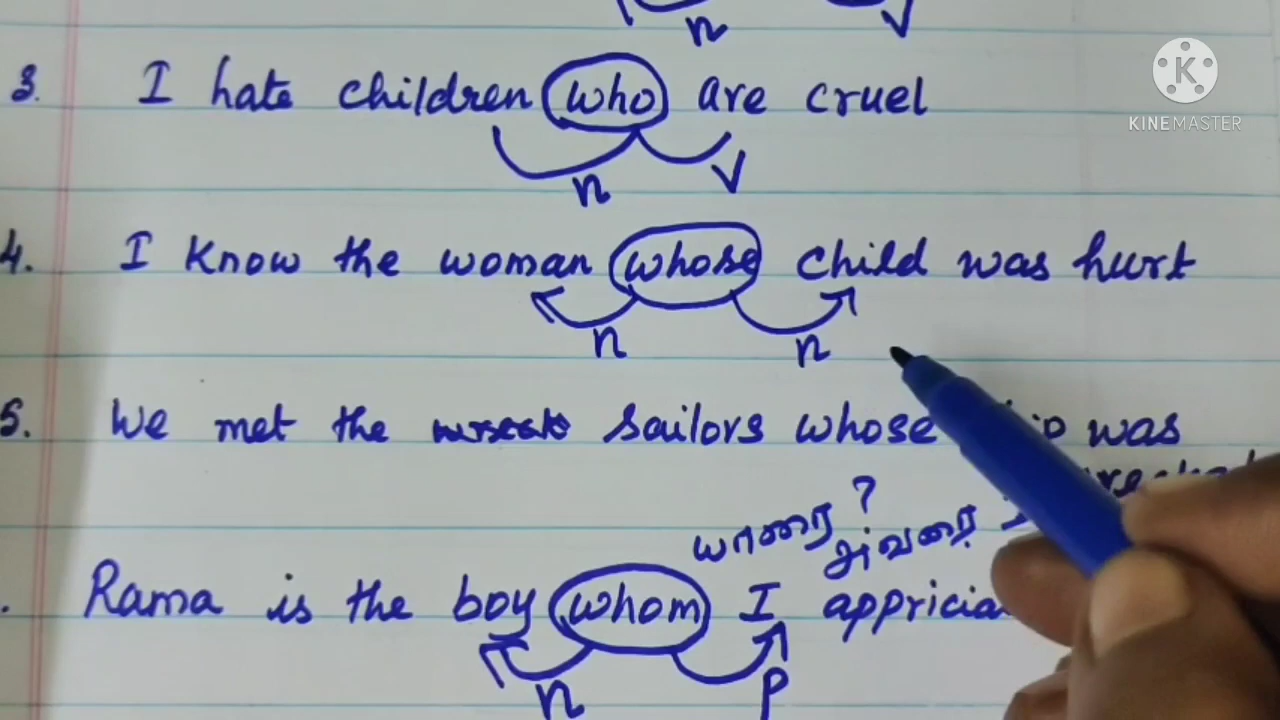 n V
3. I hate children who are cruel
n V
K
KINEMASTER
4. I know the woman whose child was hurt
n n
5. We met the sailors whose was
யாரை? அவரை
. Rama is the boy whom I appricia
n P